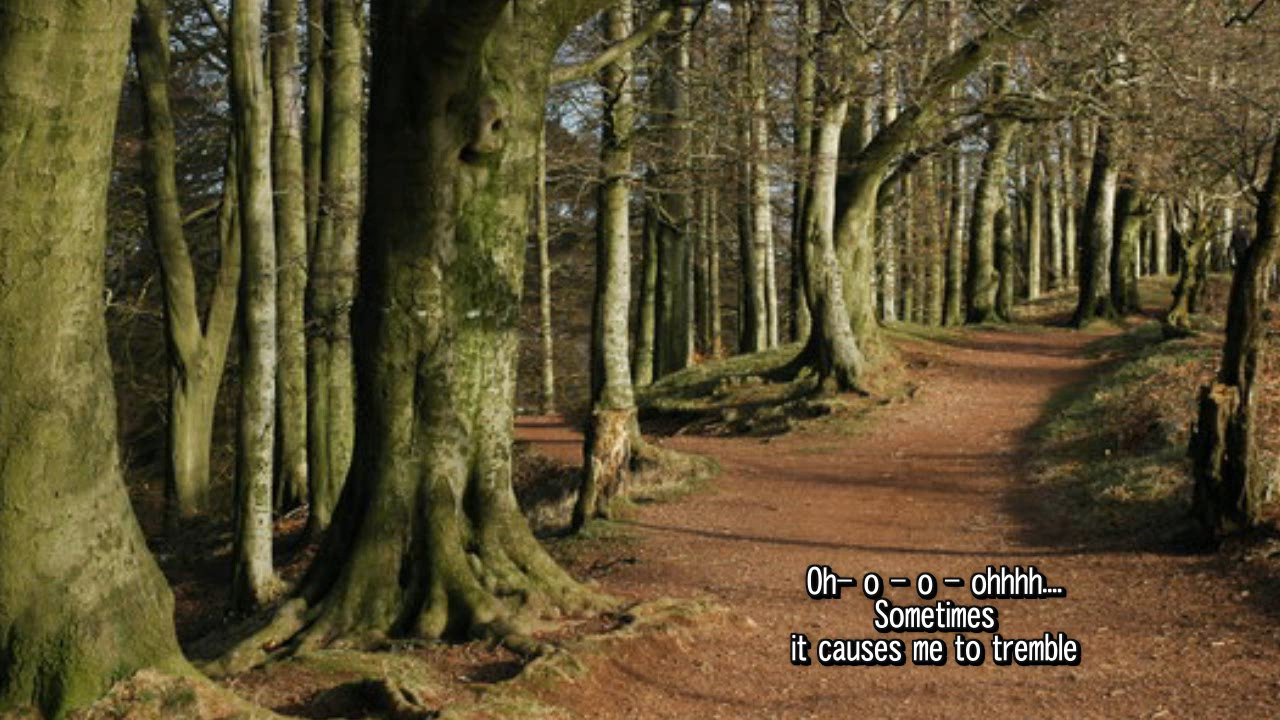 Oh- o - o - ohhhh....
Sometimes
it causes me to tremble